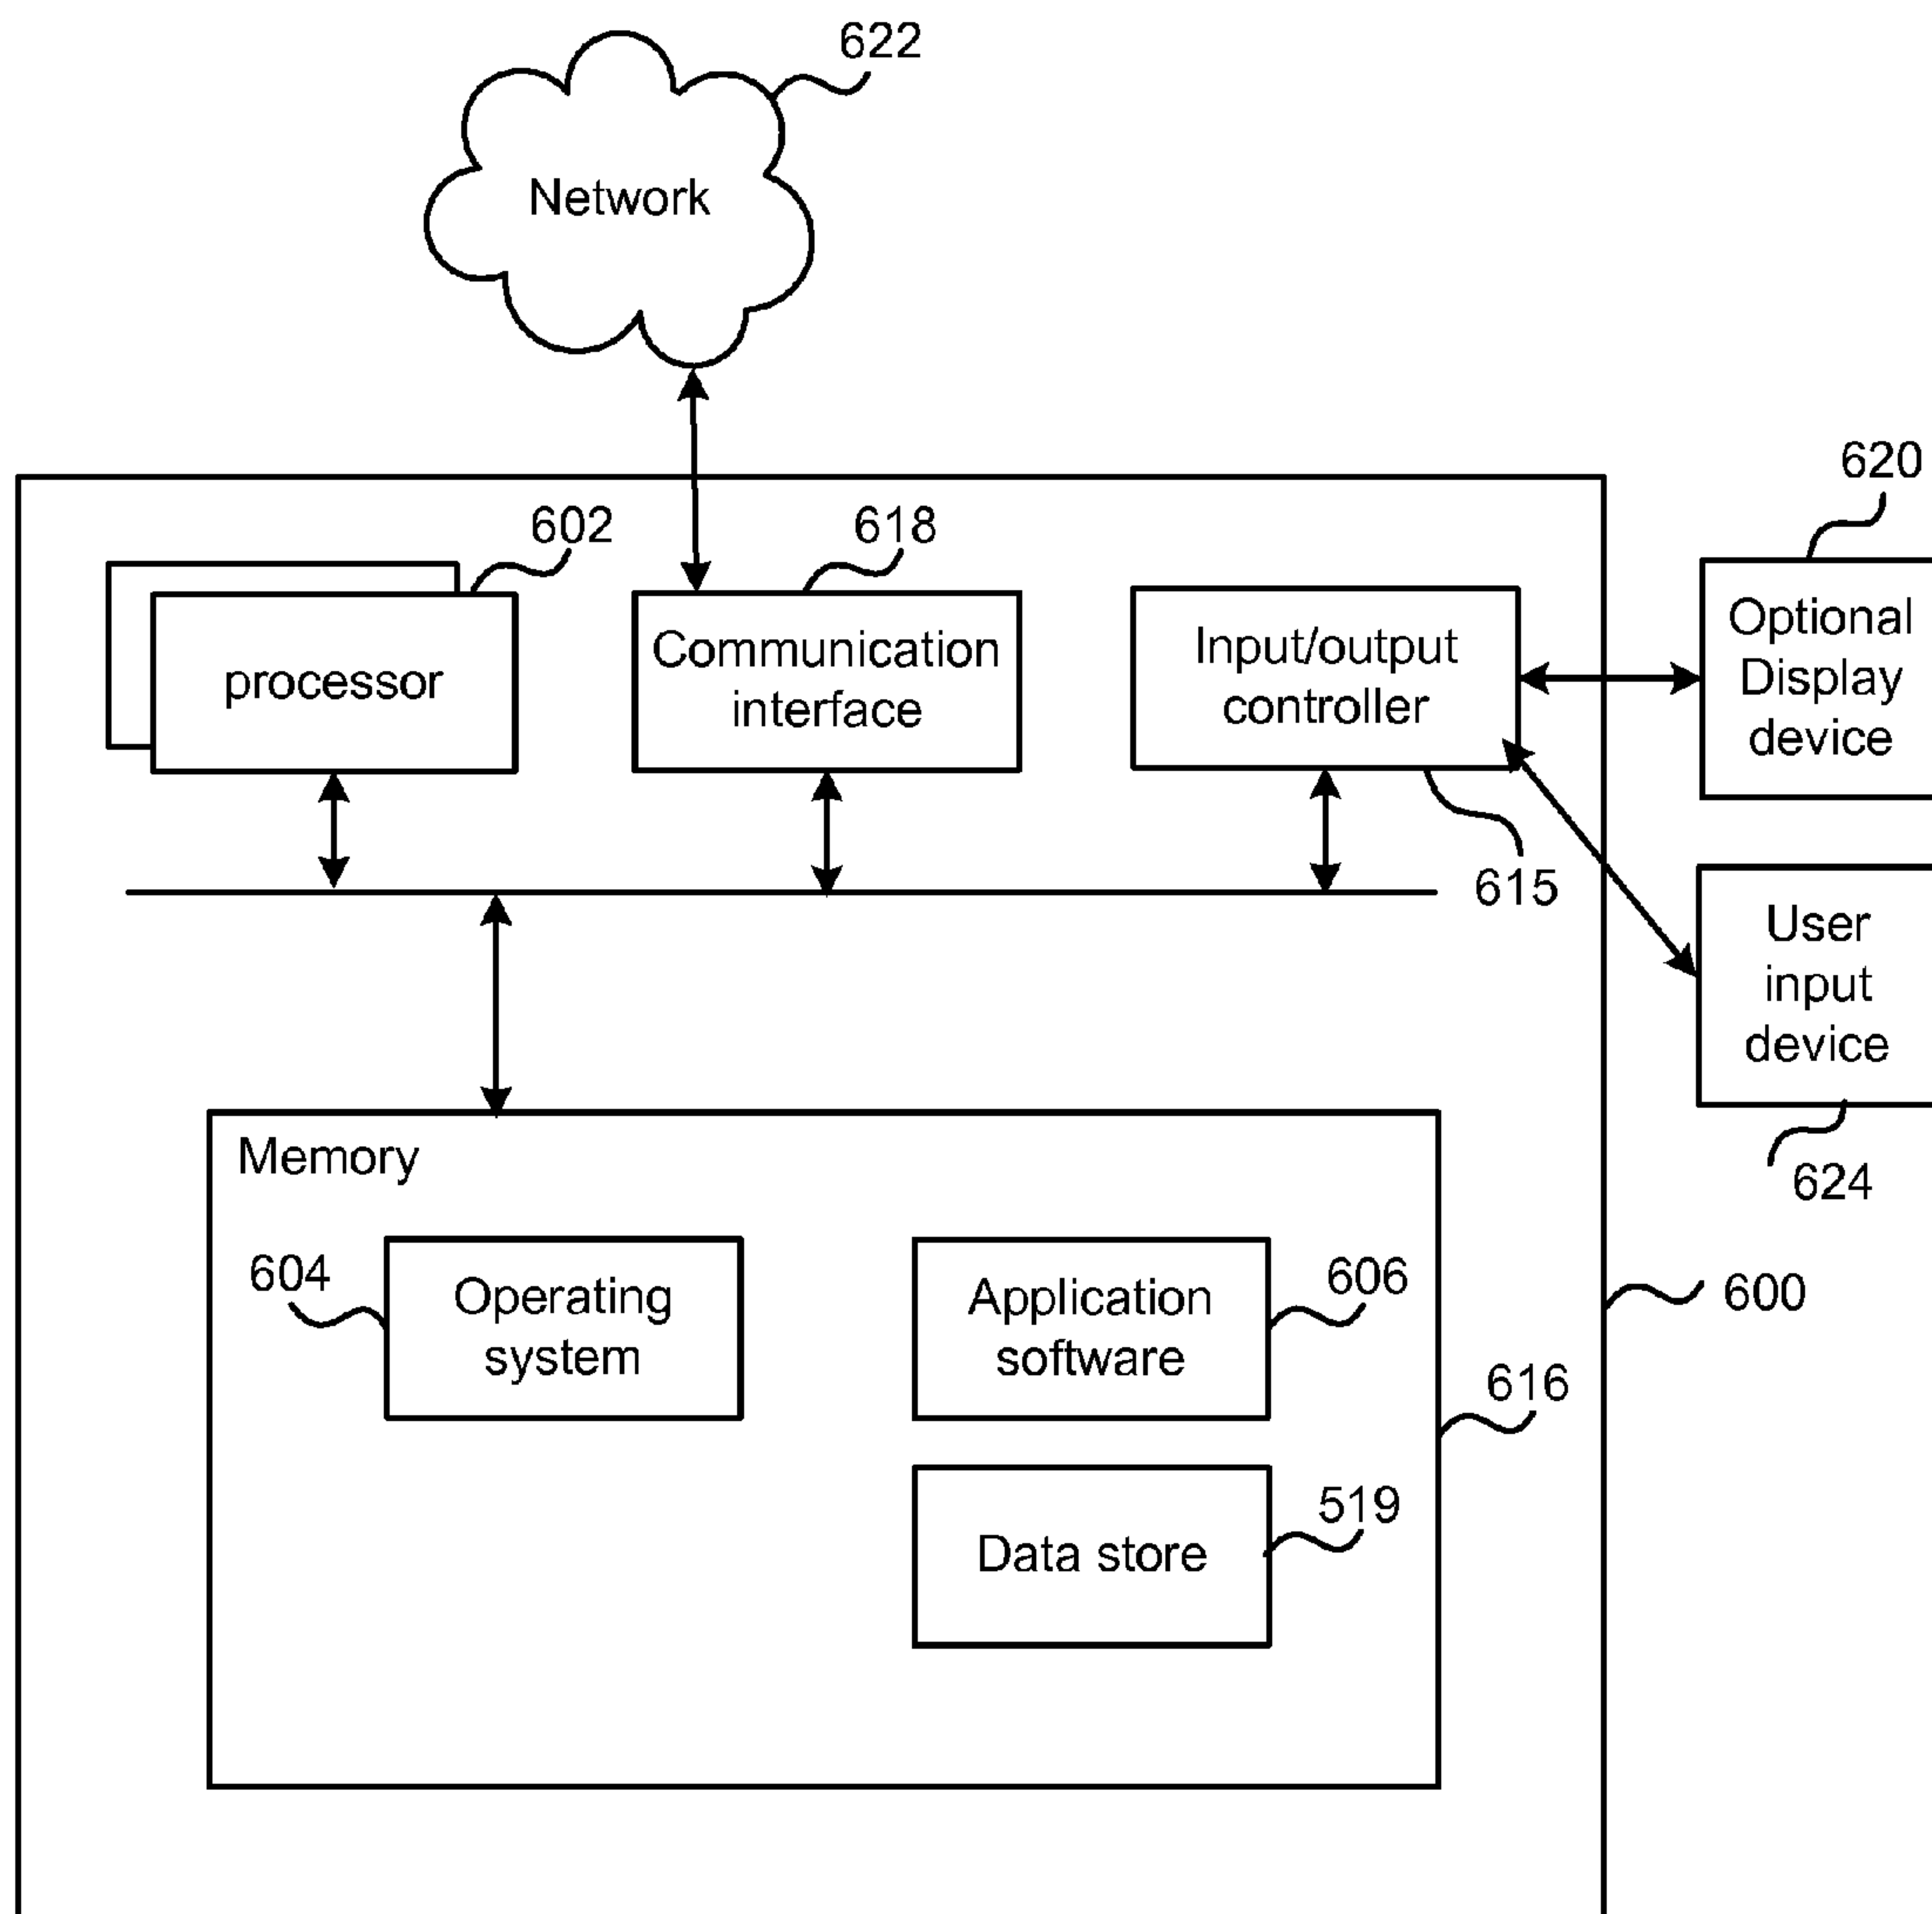 622
Network
620
602
618
processor
Communication
interface
Input/output
controller
Optional
Display
device
615
User
input
device
624
Memory
604
Operating
system
Application
software
606
600
616
519
Data store